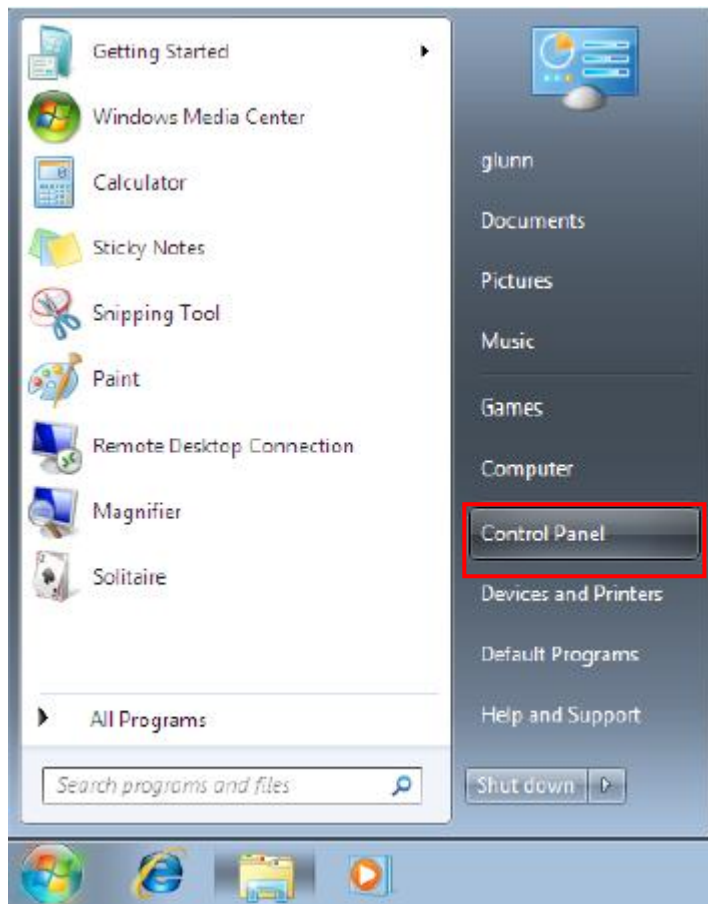 Getting Started
Windows Media Center
Calculator
Sticky Notes
Snipping Tool
Paint
Remote Desktop Connection
Magnifier
Solitaire
All Programs
Search programs and files
glunn
Documents
Pictures
Music
Games
Computer
Control Panel
Devices and Printers
Default Programs
Help and Support
Shut down